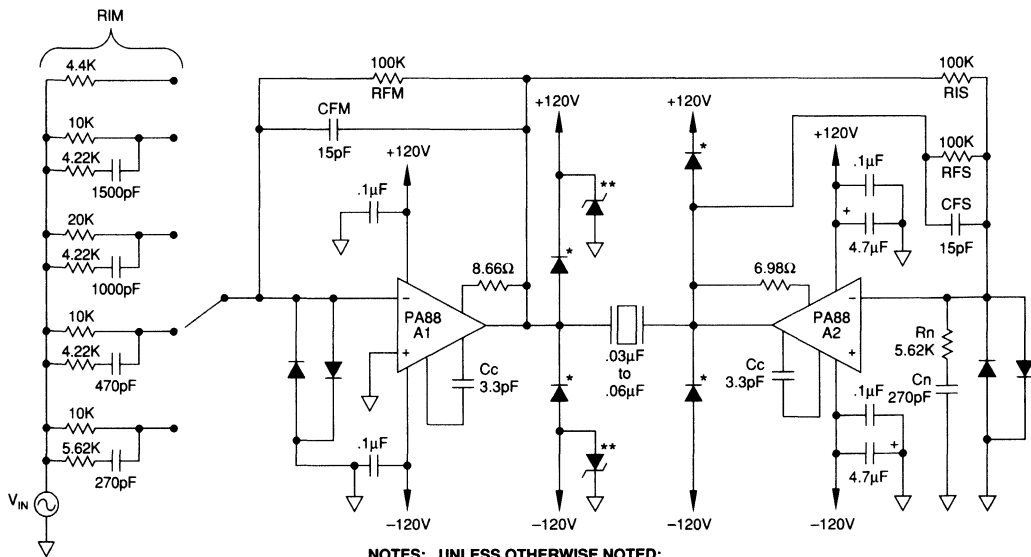 RIM
4.4K
10K
4.22K
1500pF
20K
4.22K
1000pF
10K
4.22K
470pF
10K
5.62K
270pF
VIN
100K
RFM
CFM
15pF
+120V
.1µF
8.66Ω
PA88
A1
−
+
Cc
3.3pF
.1µF
−120V
+120V
**
*
*
**
−120V
.03µF
to
.06µF
+120V
*
*
−120V
100K
RIS
100K
RFS
CFS
15pF
+120V
.1µF
+
4.7µF
6.98Ω
PA88
A2
−
+
Cc
3.3pF
Rn
5.62K
Cn
270pF
.1µF
+
4.7µF
−120V
NOTES: UNLESS OTHERWISE NOTED: